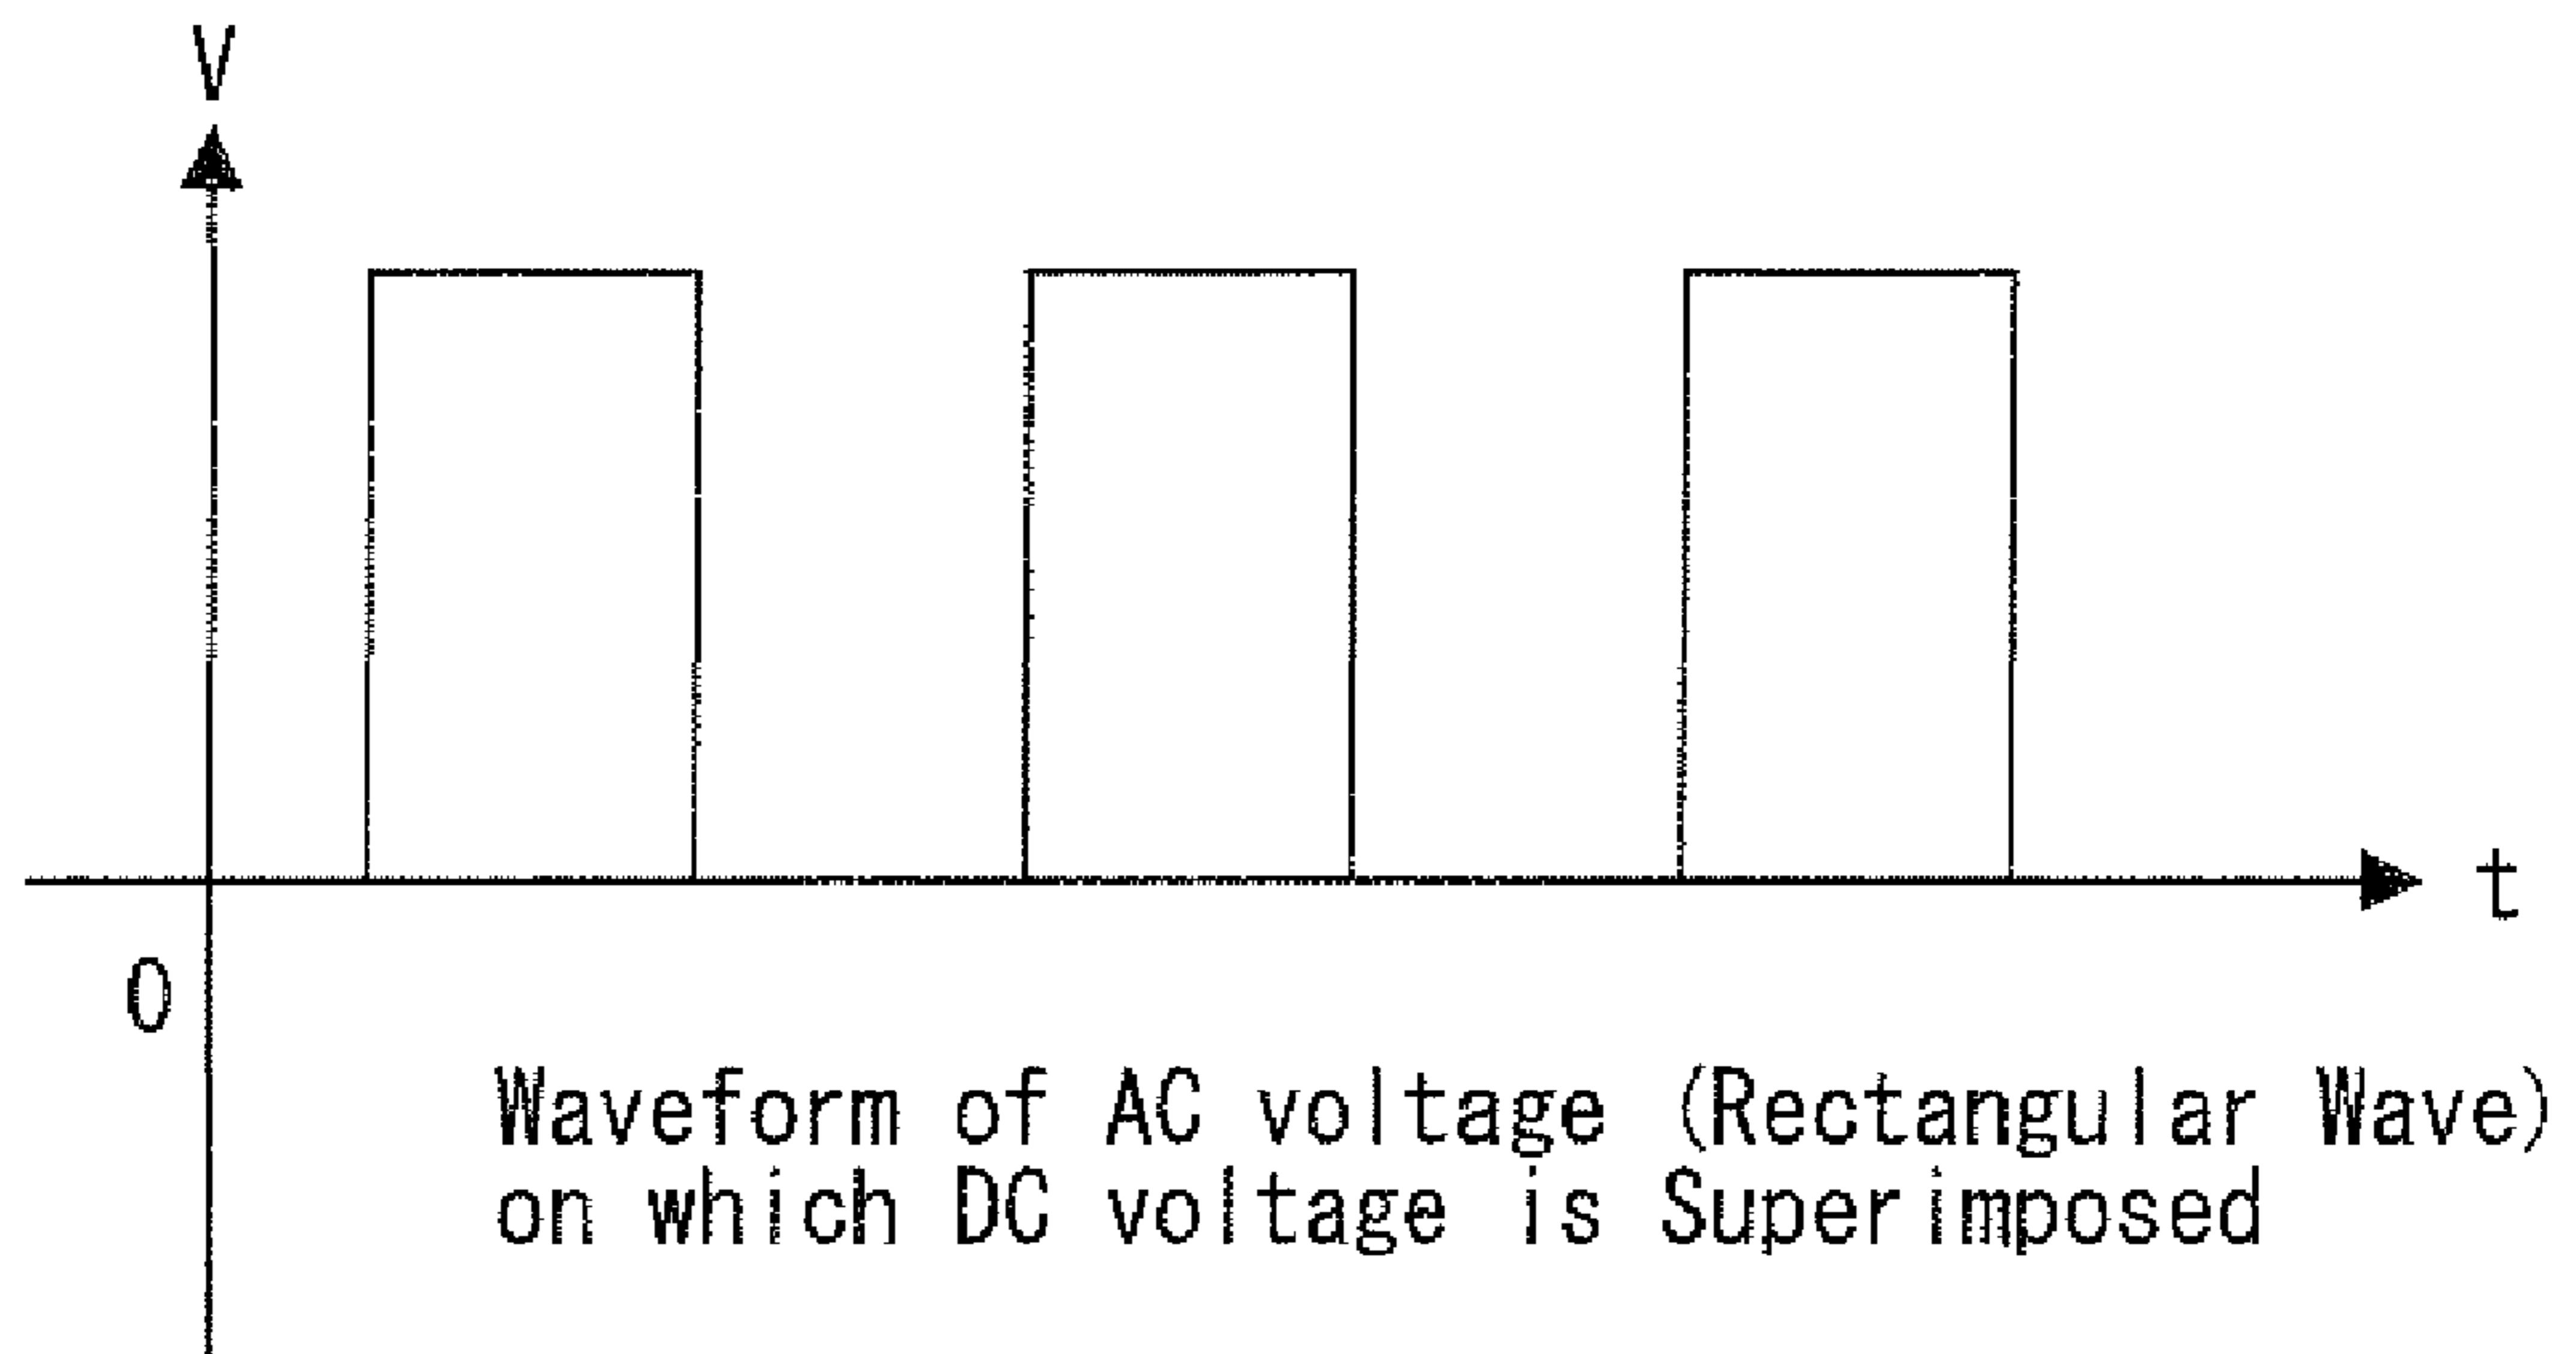 V
t
0
Waveform of AC voltage (Rectangular Wave)
on which DC voltage is Superimposed